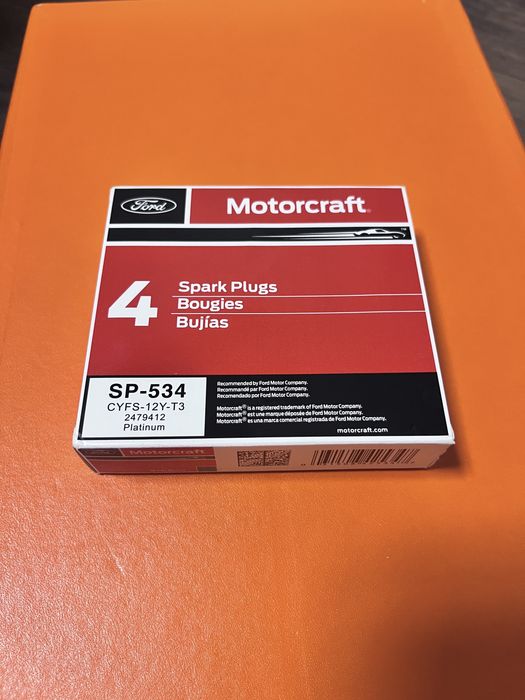 Ford
Motorcraft®
4
Spark Plugs
Bougies
Bujías
SP-534
CYFS-12Y-T3
2479412
Platinum
Recommended by Ford Motor Company.
Recommandé par Ford Motor Company.
Recomendado por Ford Motor Company.
Motorcraft® is a registered trademark of Ford Motor Company.
Motorcraft® est une marque déposée de Ford Motor Company.
Motorcraft® es una marca comercial registrada de Ford Motor Company.
motorcraft.com
Motorcraft